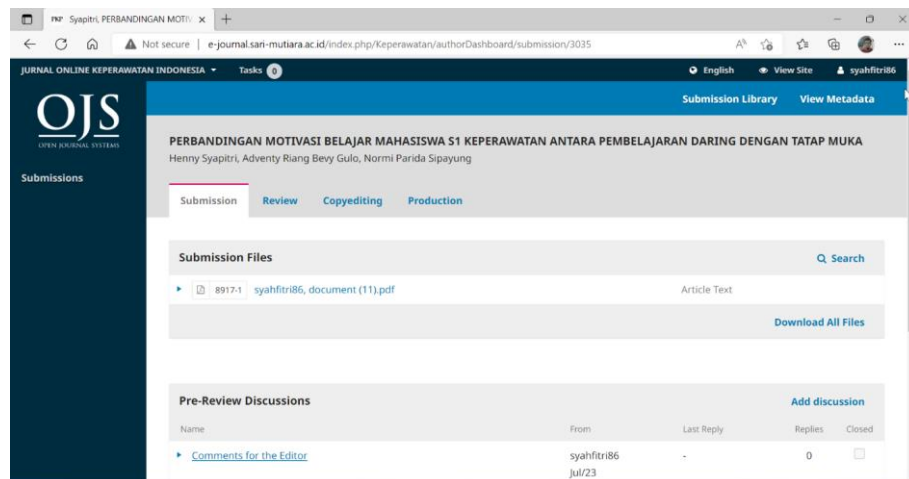 PKP Syapitri, PERBANDINGAN MOTIV
Not secure | e-journal.sari-mutiara.ac.id/index.php/Keperawatan/authorDashboard/submission/3035
JURNAL ONLINE KEPERAWATAN INDONESIA Tasks 0 English View Site syahfitri86
Submission Library View Metadata
OJS
OPEN JOURNAL SYSTEMS
Submissions
PERBANDINGAN MOTIVASI BELAJAR MAHASISWA S1 KEPERAWATAN ANTARA PEMBELAJARAN DARING DENGAN TATAP MUKA
Henny Syapitri, Adventy Riang Bevy Gulo, Normi Parida Sipayung
Submission Review Copyediting Production
Submission Files Search
8917-1 syahfitri86, document (11).pdf Article Text
Download All Files
Pre-Review Discussions Add discussion
Name From Last Reply Replies Closed
Comments for the Editor syahfitri86 - 0
Jul/23